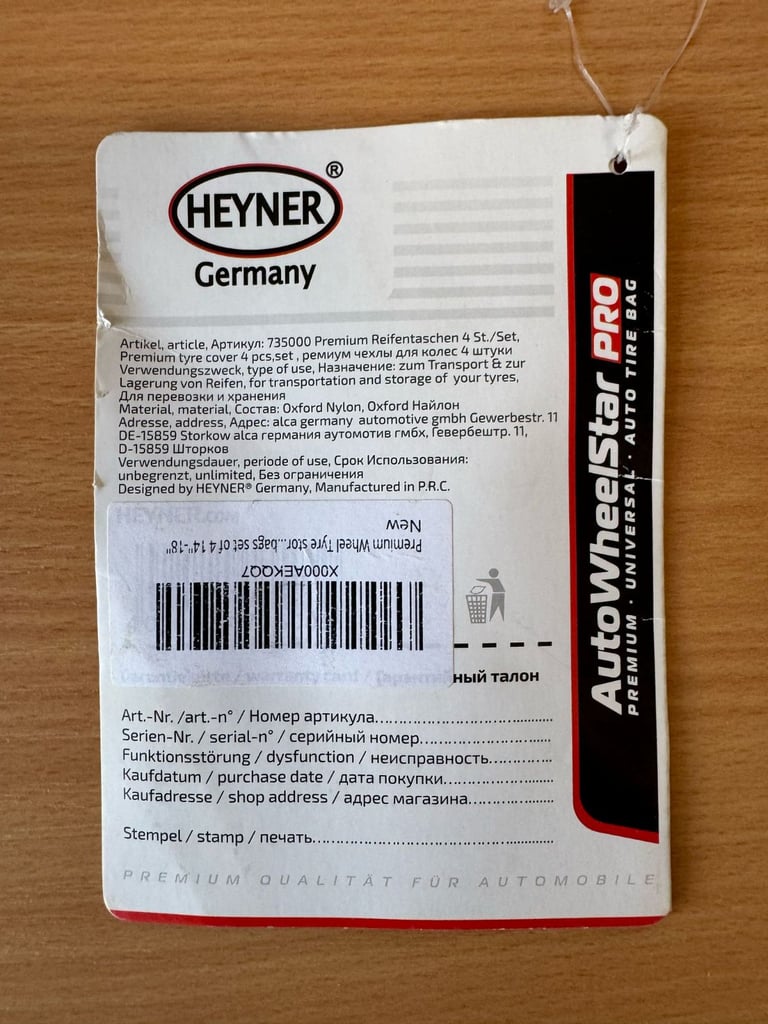 HEYNER®
Germany
Artikel, article, Артикул: 735000 Premium Reifentaschen 4 St./Set,
Premium tyre cover 4 pcs,set , ремиум чехлы для колес 4 штуки
Verwendungszweck, type of use, Назначение: zum Transport & zur
Lagerung von Reifen, for transportation and storage of your tyres,
Для перевозки и хранения
Material, material, Состав: Oxford Nylon, Oxford Найлон
Adresse, address, Адрес: alca germany automotive gmbh Gewerbestr. 11
DE-15859 Storkow alca германия аутомотив гмбх, Гевербештр. 11,
D-15859 Шторков
Verwendungsdauer, periode of use, Срок Использования:
unbegrenzt, unlimited, Без ограничения
Designed by HEYNER® Germany, Manufactured in P.R.C.
HEYNER.com
X000AEKQQ7
Premium Wheel Tyre stor...bags set of 4 14"-18"
New
Garantiekarte / warranty card / Гарантийный талон
Art.-Nr. /art.-n° / Номер артикула
Serien-Nr. / serial-n° / серийный номер
Funktionsstörung / dysfunction / неисправность
Kaufdatum / purchase date / дата покупки
Kaufadresse / shop address / адрес магазина
Stempel / stamp / печать
PREMIUM QUALITÄT FÜR AUTOMOBILE
AutoWheelStar PRO
PREMIUM · UNIVERSAL · AUTO TIRE BAG